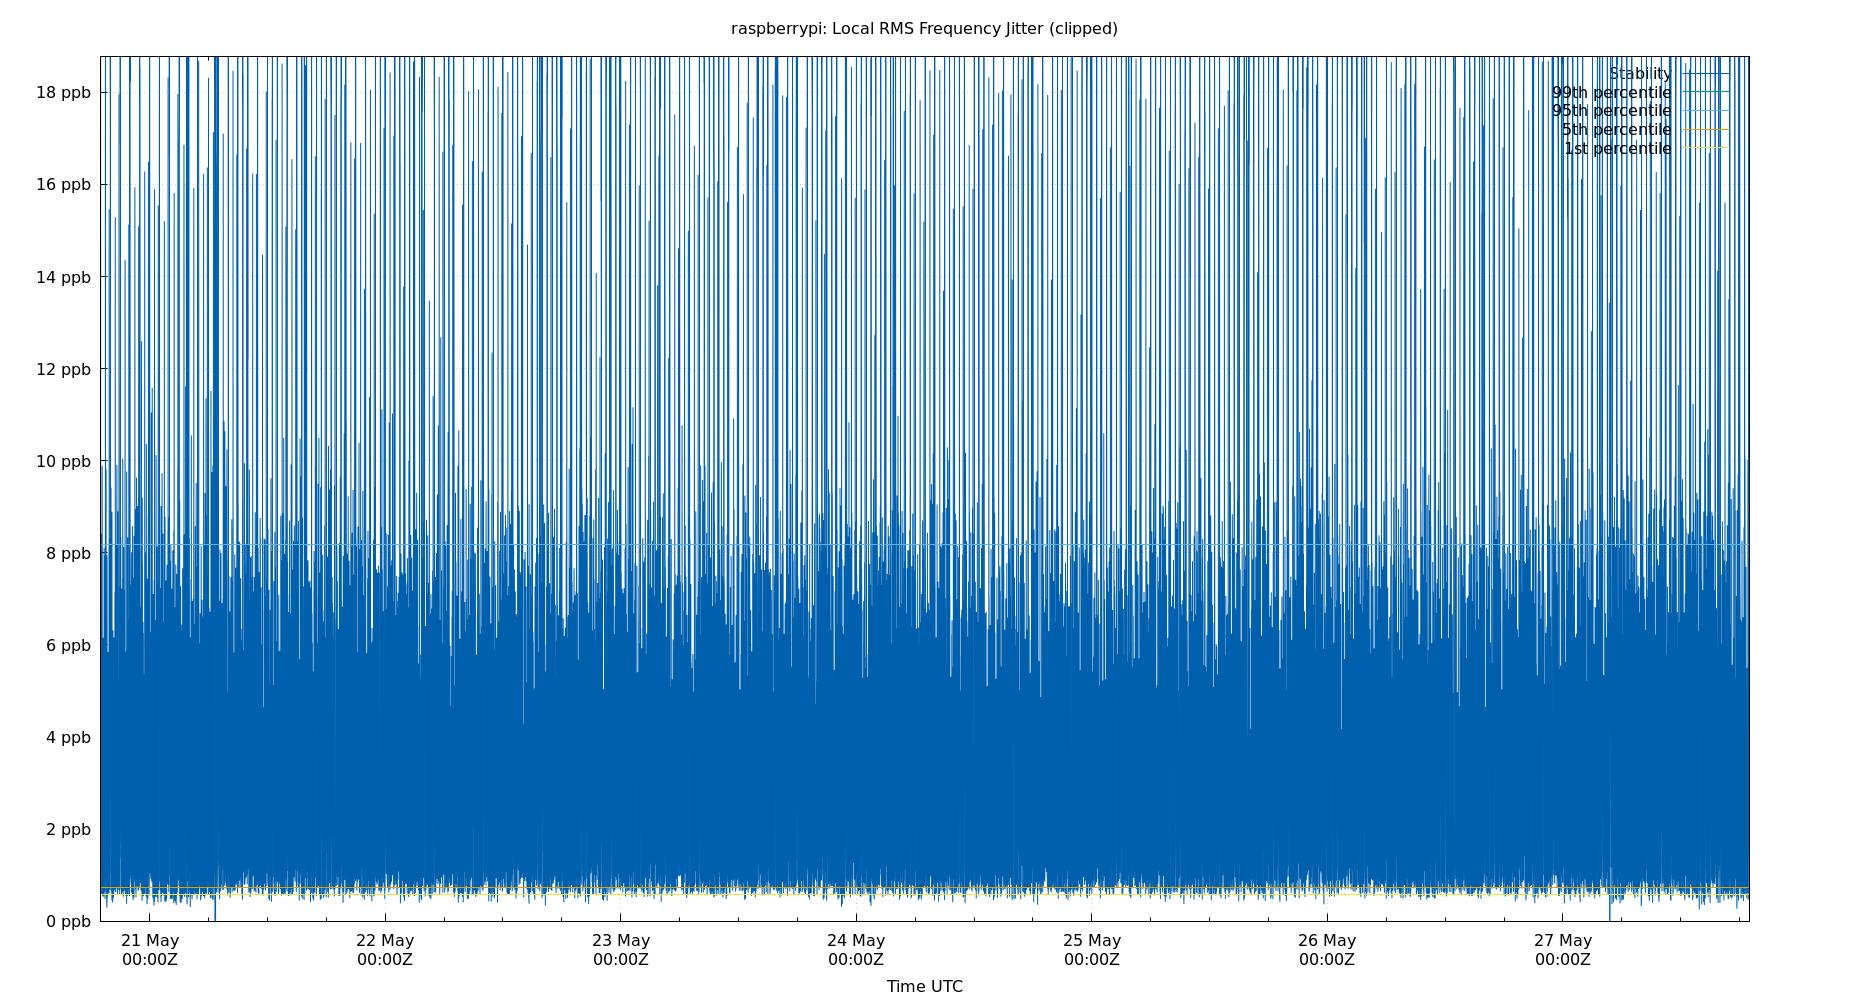 raspberrypi: Local RMS Frequency Jitter (clipped)
Stability
99th percentile
95th percentile
5th percentile
1st percentile
18 ppb
16 ppb
14 ppb
12 ppb
10 ppb
8 ppb
6 ppb
4 ppb
2 ppb
0 ppb
21 May 22 May 23 May 24 May 25 May 26 May 27 May
00:00Z 00:00Z 00:00Z 00:00Z 00:00Z 00:00Z 00:00Z
Time UTC